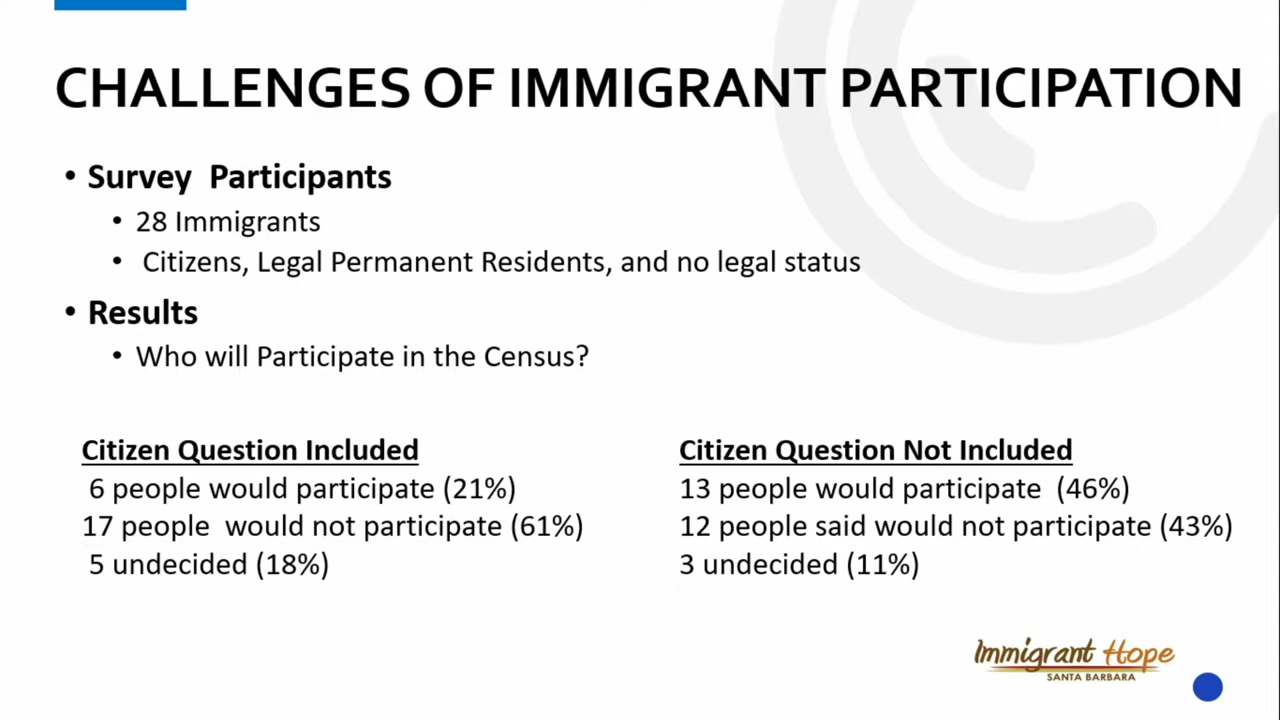 CHALLENGES OF IMMIGRANT PARTICIPATION
• Survey Participants
• 28 Immigrants
• Citizens, Legal Permanent Residents, and no legal status
• Results
• Who will Participate in the Census?
Citizen Question Included
6 people would participate (21%)
17 people would not participate (61%)
5 undecided (18%)
Citizen Question Not Included
13 people would participate (46%)
12 people said would not participate (43%)
3 undecided (11%)
Immigrant Hope
SANTA BARBARA